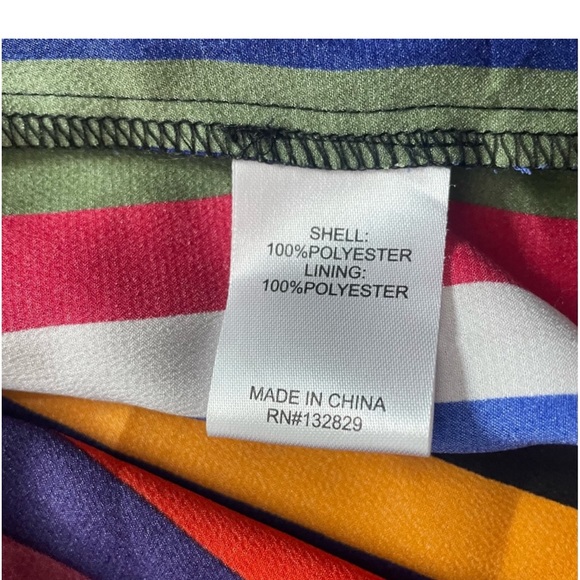 SHELL:
100%POLYESTER
LINING:
100%POLYESTER
MADE IN CHINA
RN#132829